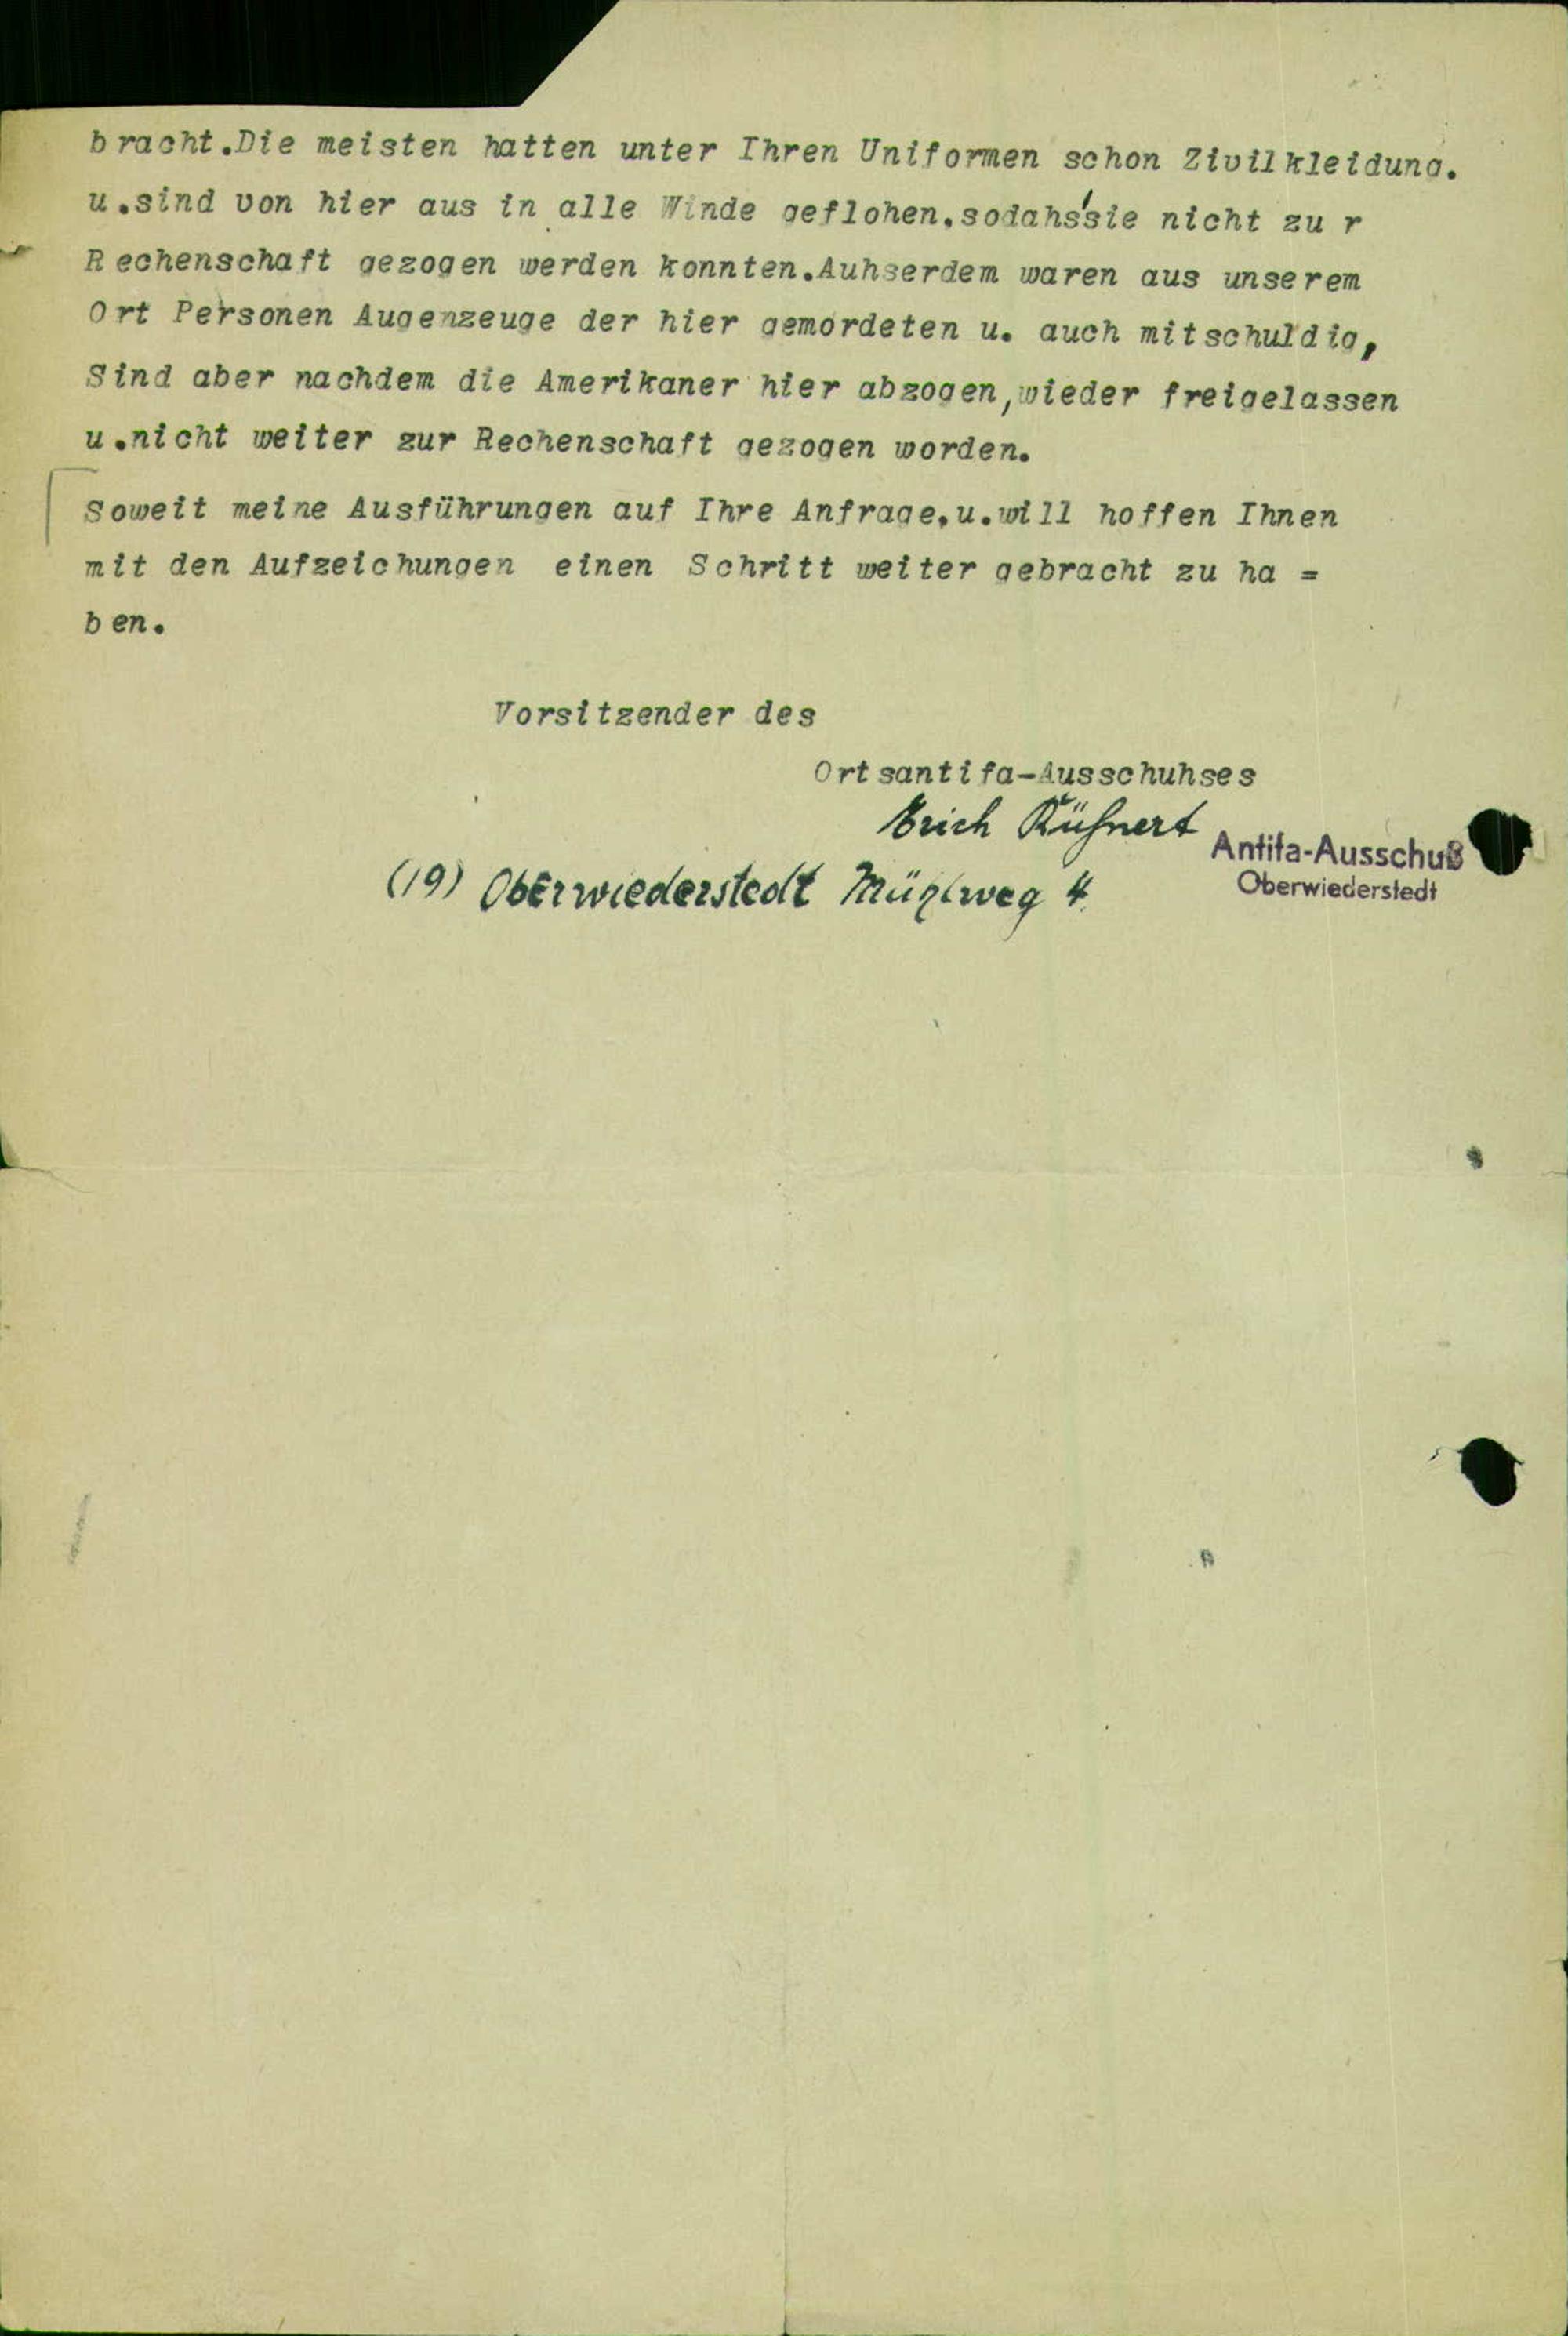 bracht.Die meisten hatten unter Ihren Uniformen schon Zivilkleidung.
u.sind von hier aus in alle Winde geflohen.sodahs sie nicht zu r
Rechenschaft gezogen werden konnten.Auhserdem waren aus unserem
Ort Personen Augenzeuge der hier gemordeten u. auch mitschuldig,
Sind aber nachdem die Amerikaner hier abzogen,wieder freigelassen
u.nicht weiter zur Rechenschaft gezogen worden.
Soweit meine Ausführungen auf Ihre Anfrage.u.will hoffen Ihnen
mit den Aufzeichungen einen Schritt weiter gebracht zu ha =
ben.
Vorsitzender des
Ortsantifa-Ausschuhses
Erich
Antifa-Ausschuß
Oberwiederstedt
(19) Oberwiederstedt Mühlweg 4